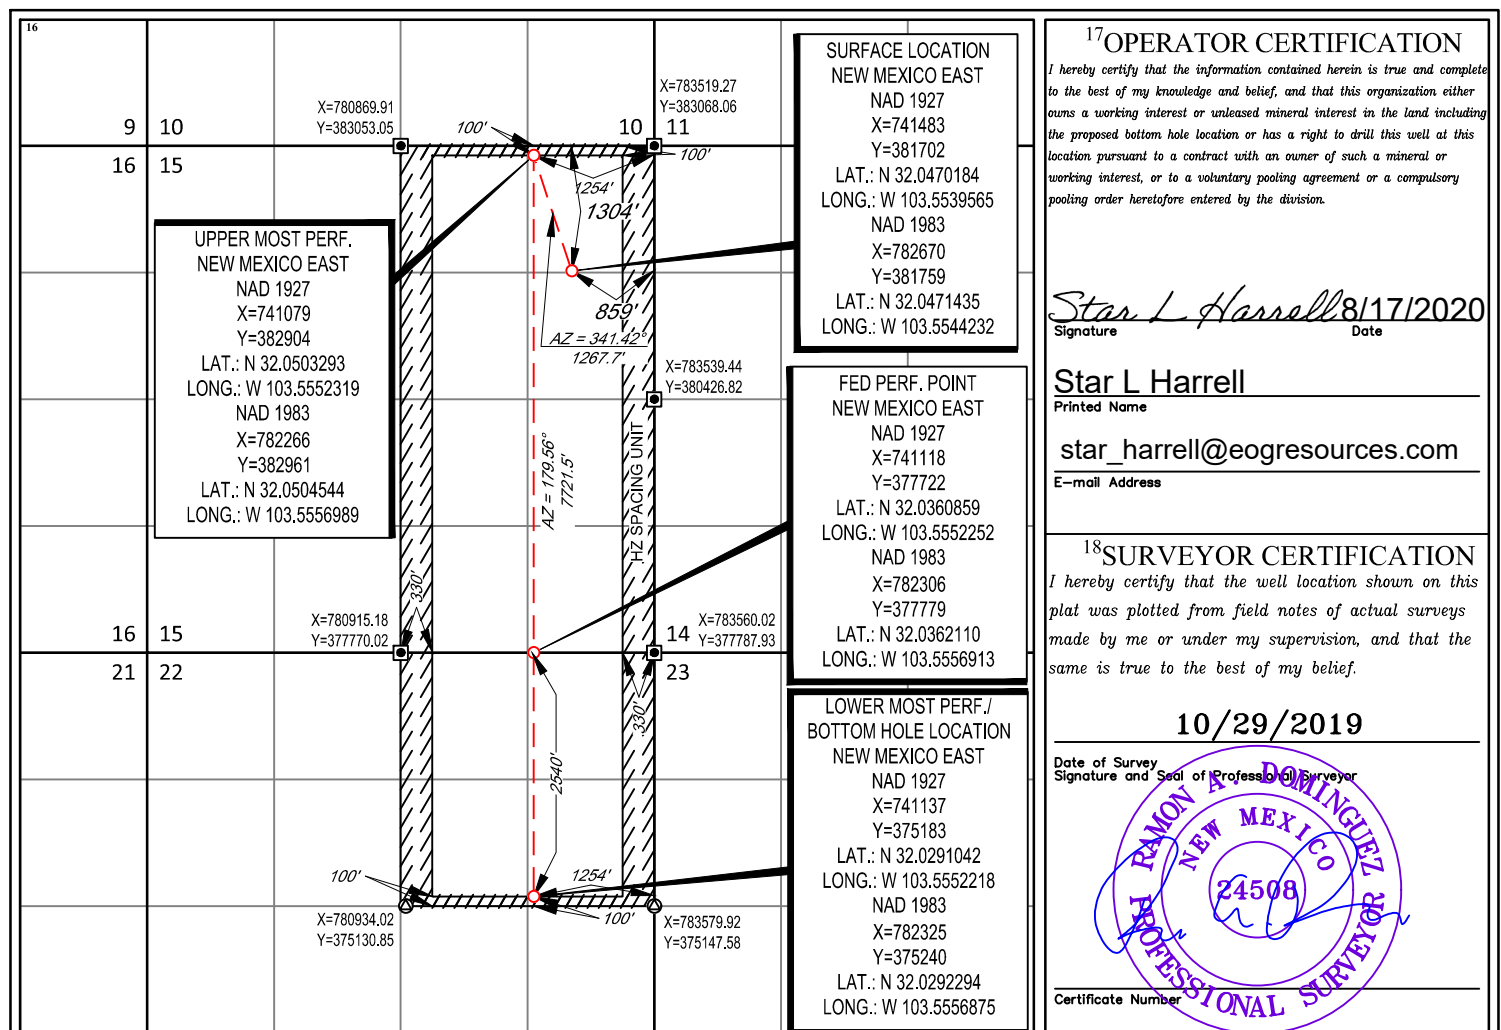 16
X=780869.91
Y=383053.05
X=783519.27
Y=383068.06
9
10
16
15
10
11
100'
100'
1254'
1304'
859'
AZ = 341.42°
1267.7'
X=783539.44
Y=380426.82
AZ = 179.56°
7721.5'
HZ SPACING UNIT
330'
X=780915.18
Y=377770.02
X=783560.02
Y=377787.93
16
15
21
22
14
23
330'
2540'
100'
1254'
100'
X=780934.02
Y=375130.85
X=783579.92
Y=375147.58
UPPER MOST PERF.
NEW MEXICO EAST
NAD 1927
X=741079
Y=382904
LAT.: N 32.0503293
LONG.: W 103.5552319
NAD 1983
X=782266
Y=382961
LAT.: N 32.0504544
LONG.: W 103.5556989
SURFACE LOCATION
NEW MEXICO EAST
NAD 1927
X=741483
Y=381702
LAT.: N 32.0470184
LONG.: W 103.5539565
NAD 1983
X=782670
Y=381759
LAT.: N 32.0471435
LONG.: W 103.5544232
FED PERF. POINT
NEW MEXICO EAST
NAD 1927
X=741118
Y=377722
LAT.: N 32.0360859
LONG.: W 103.5552252
NAD 1983
X=782306
Y=377779
LAT.: N 32.0362110
LONG.: W 103.5556913
LOWER MOST PERF./
BOTTOM HOLE LOCATION
NEW MEXICO EAST
NAD 1927
X=741137
Y=375183
LAT.: N 32.0291042
LONG.: W 103.5552218
NAD 1983
X=782325
Y=375240
LAT.: N 32.0292294
LONG.: W 103.5556875
17 OPERATOR CERTIFICATION
I hereby certify that the information contained herein is true and complete
to the best of my knowledge and belief, and that this organization either
owns a working interest or unleased mineral interest in the land including
the proposed bottom hole location or has a right to drill this well at this
location pursuant to a contract with an owner of such a mineral or
working interest, or to a voluntary pooling agreement or a compulsory
pooling order heretofore entered by the division.
Star L Harrell 8/17/2020
Signature Date
Star L Harrell
Printed Name
star_harrell@eogresources.com
E-mail Address
18 SURVEYOR CERTIFICATION
I hereby certify that the well location shown on this
plat was plotted from field notes of actual surveys
made by me or under my supervision, and that the
same is true to the best of my belief.
10/29/2019
Date of Survey
Signature and Seal of Professional Surveyor
RAMON A. DOMINGUEZ
NEW MEXICO
24508
PROFESSIONAL SURVEYOR
Certificate Number